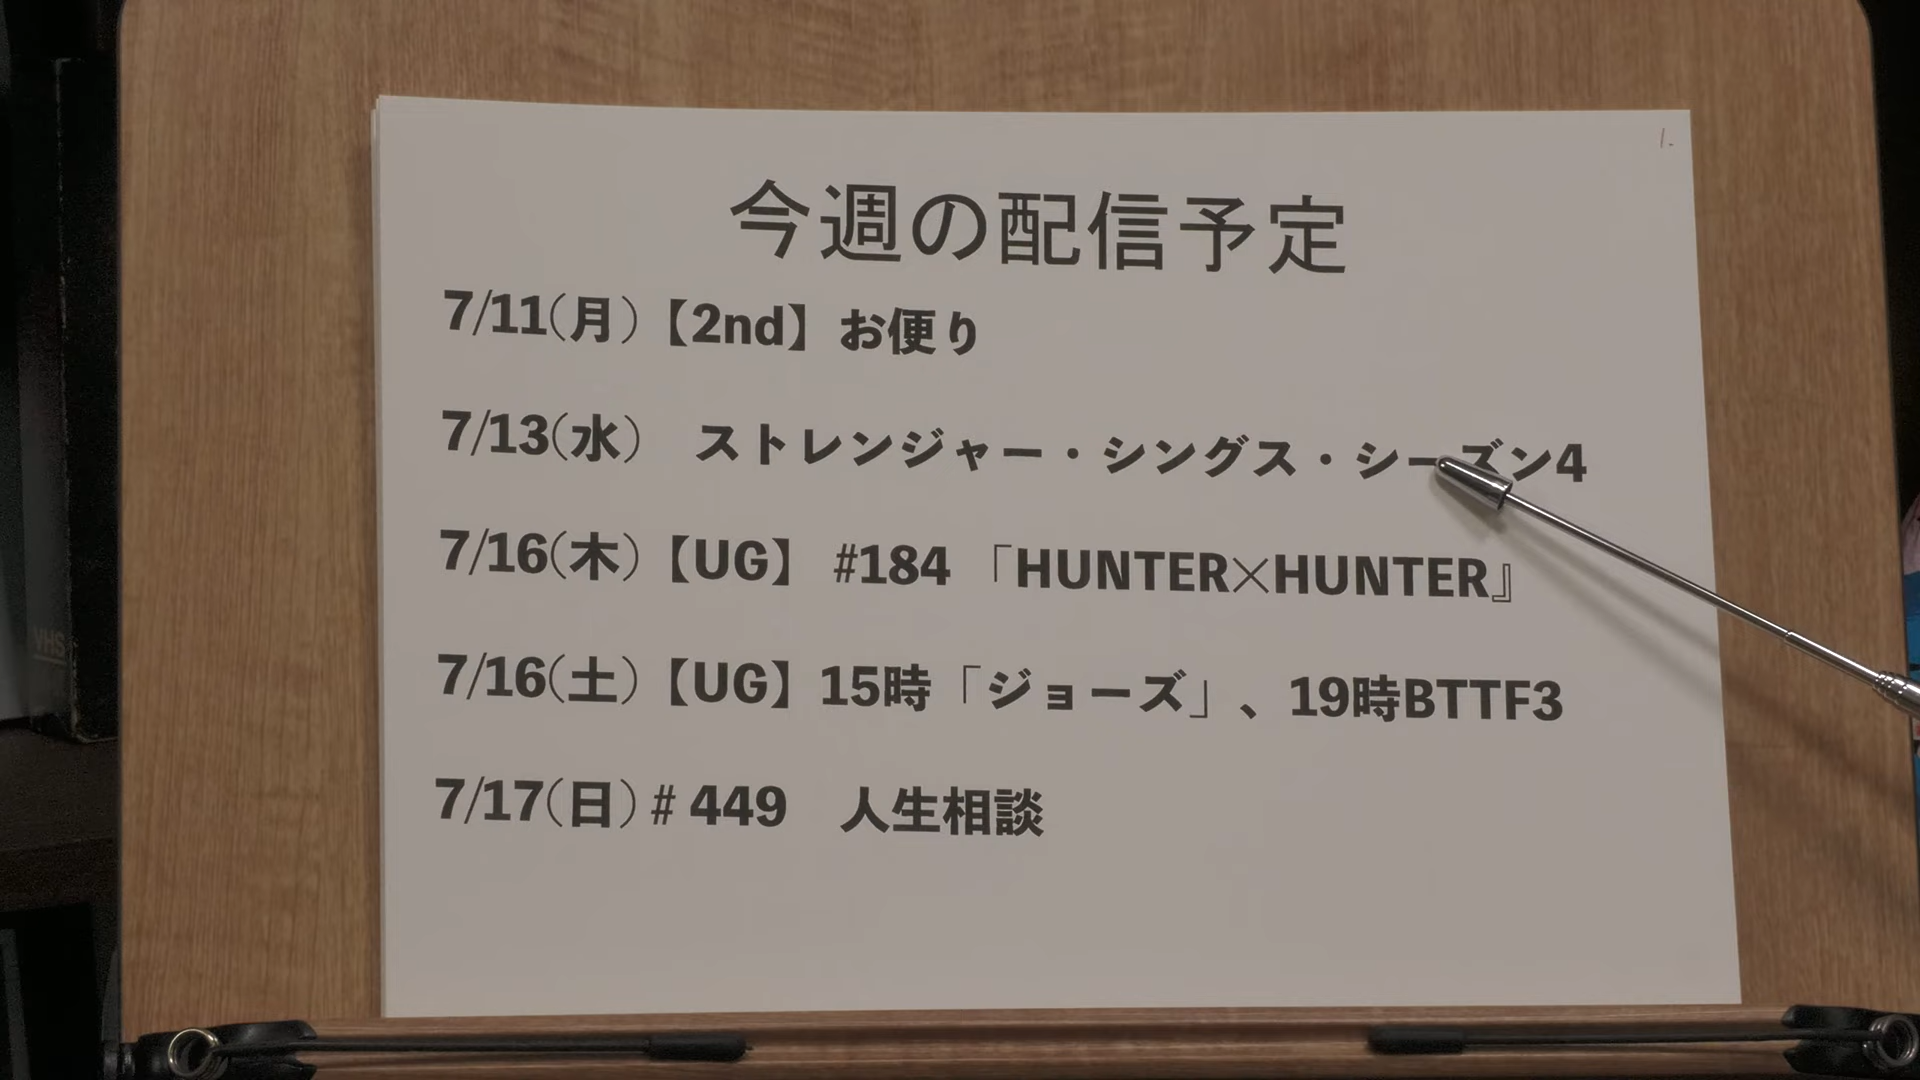 1.
今週の配信予定
7/11(月)【2nd】お便り
7/13(水)　ストレンジャー・シングス・シーズン4
7/16(木)【UG】 #184 「HUNTER×HUNTER』
7/16(土)【UG】15時「ジョーズ」、19時BTTF3
7/17(日)# 449　人生相談
VHS